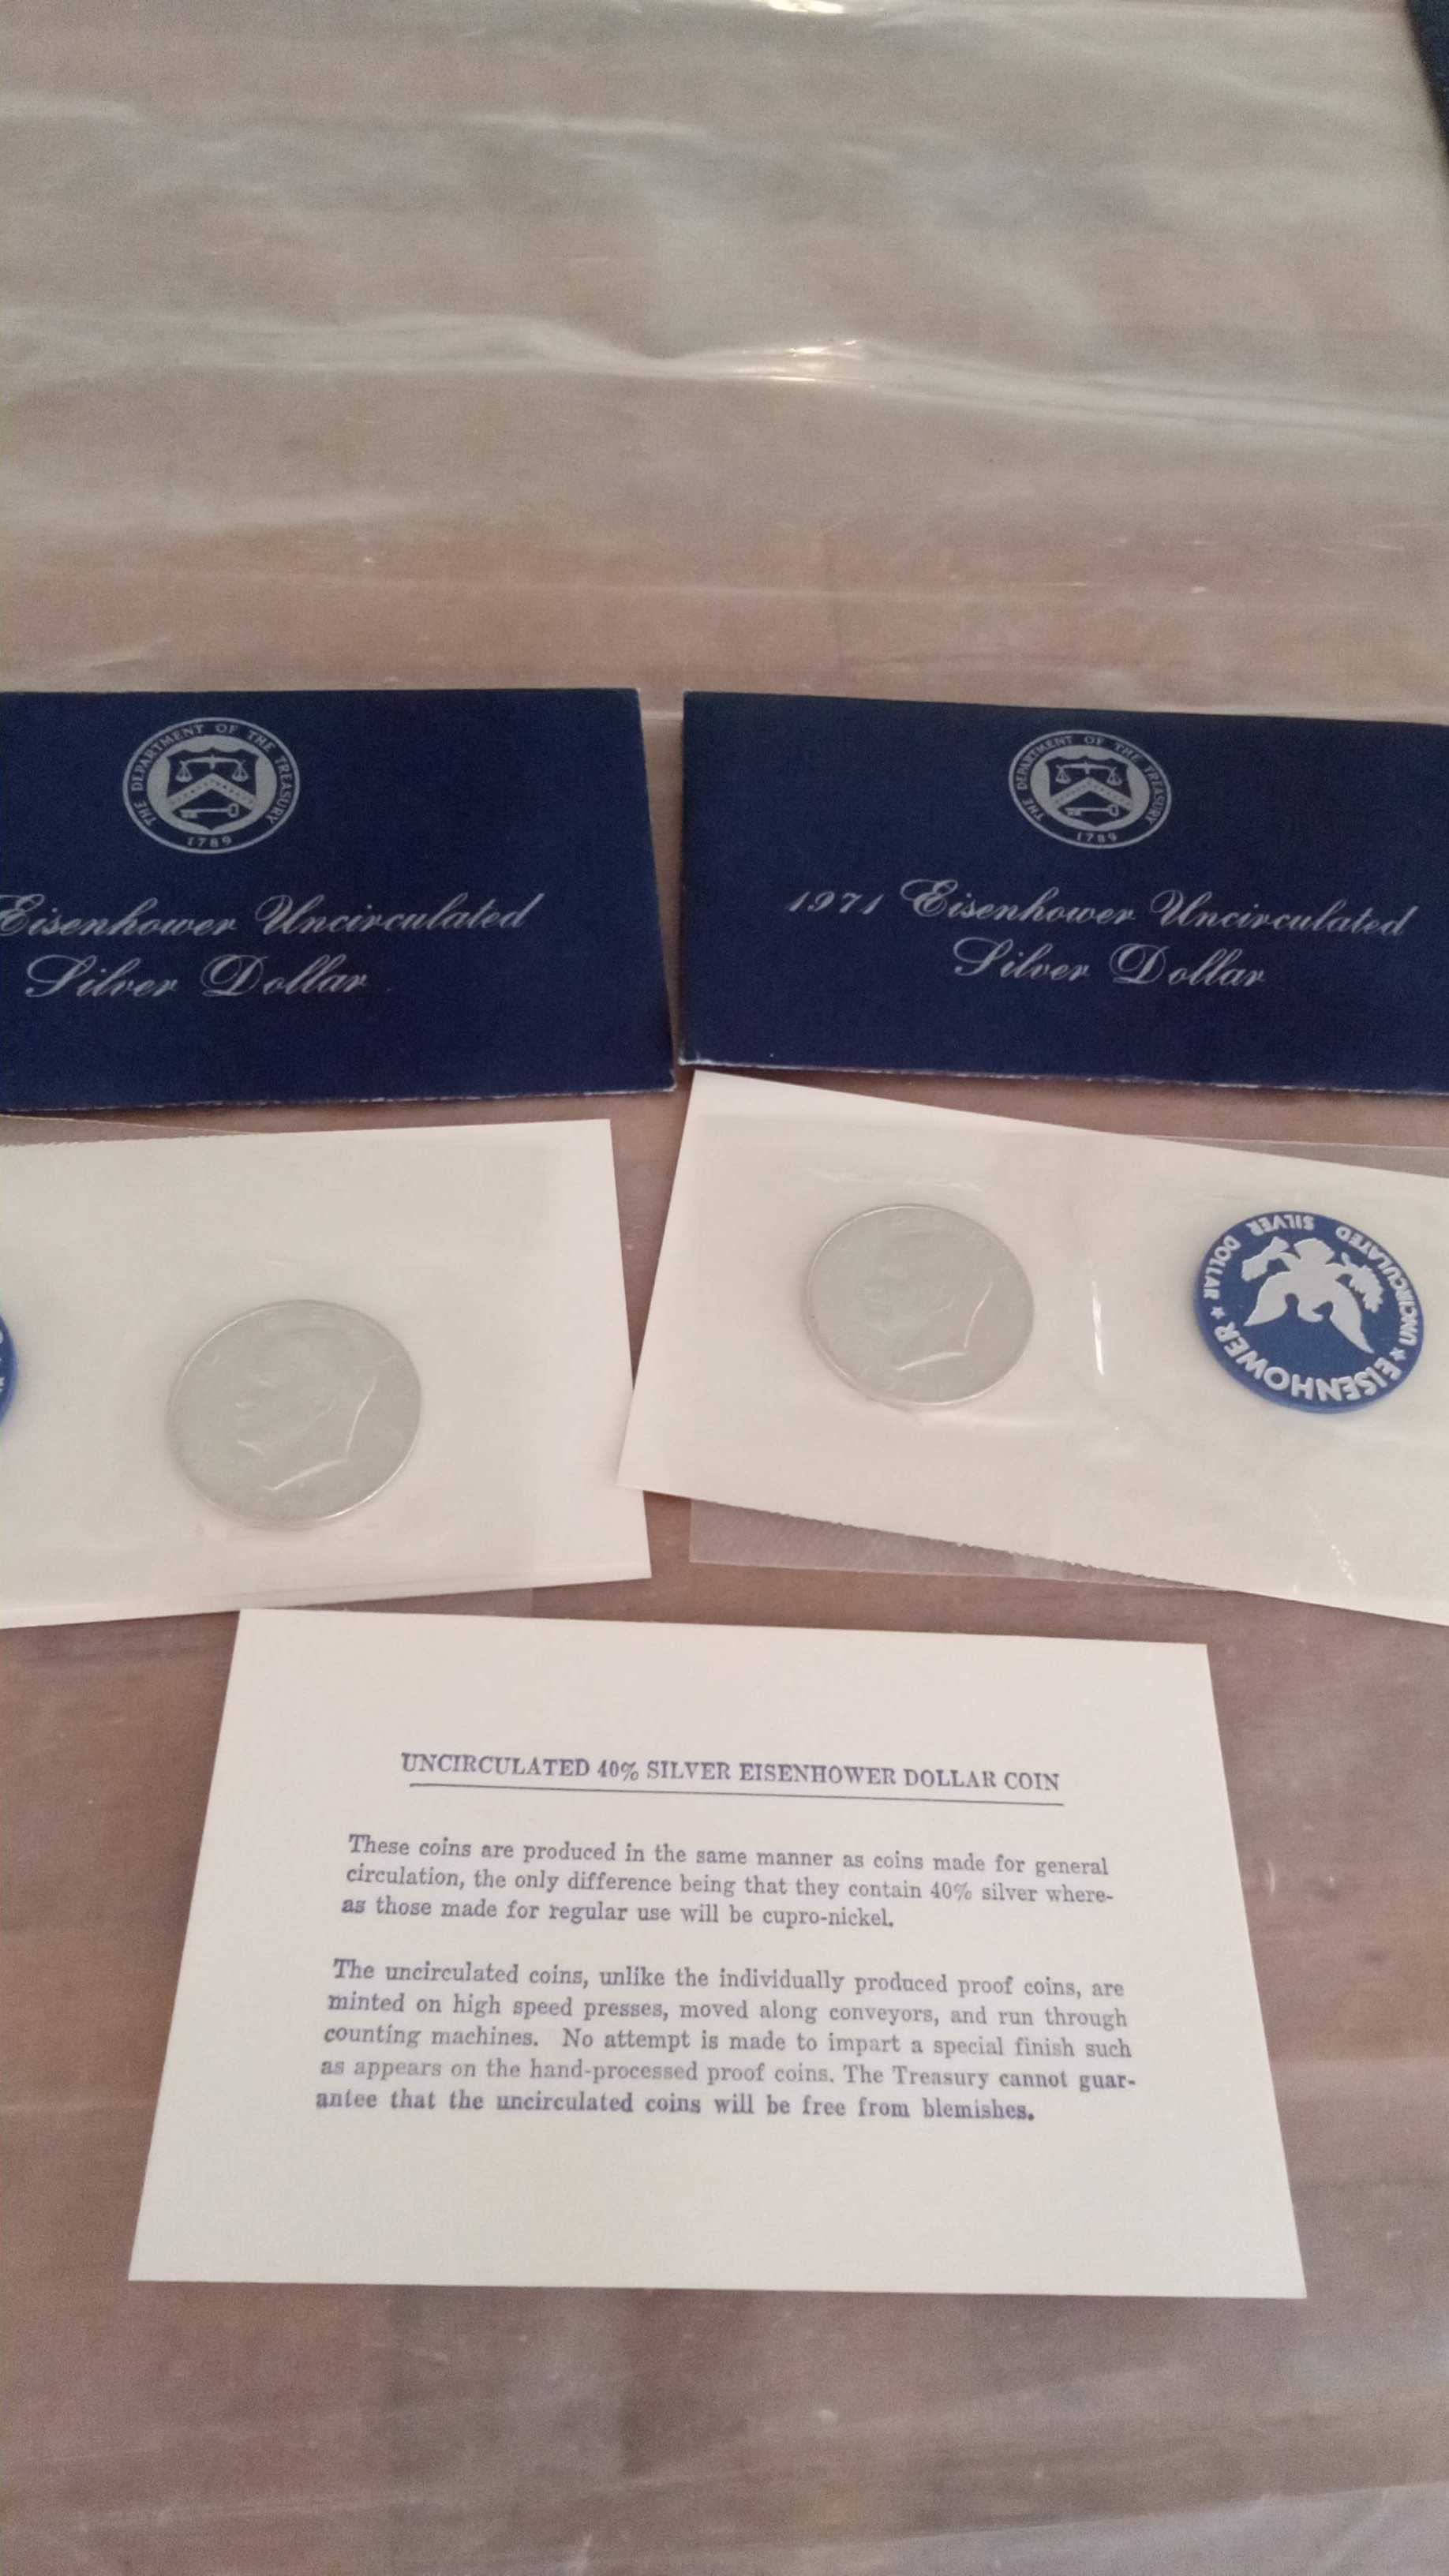 THE DEPARTMENT OF THE TREASURY
1789
Eisenhower Uncirculated
Silver Dollar
THE DEPARTMENT OF THE TREASURY
1789
1971 Eisenhower Uncirculated
Silver Dollar
EISENHOWER ★ UNCIRCULATED SILVER DOLLAR ★
UNCIRCULATED 40% SILVER EISENHOWER DOLLAR COIN
These coins are produced in the same manner as coins made for general
circulation, the only difference being that they contain 40% silver where-
as those made for regular use will be cupro-nickel.
The uncirculated coins, unlike the individually produced proof coins, are
minted on high speed presses, moved along conveyors, and run through
counting machines. No attempt is made to impart a special finish such
as appears on the hand-processed proof coins. The Treasury cannot guar-
antee that the uncirculated coins will be free from blemishes.